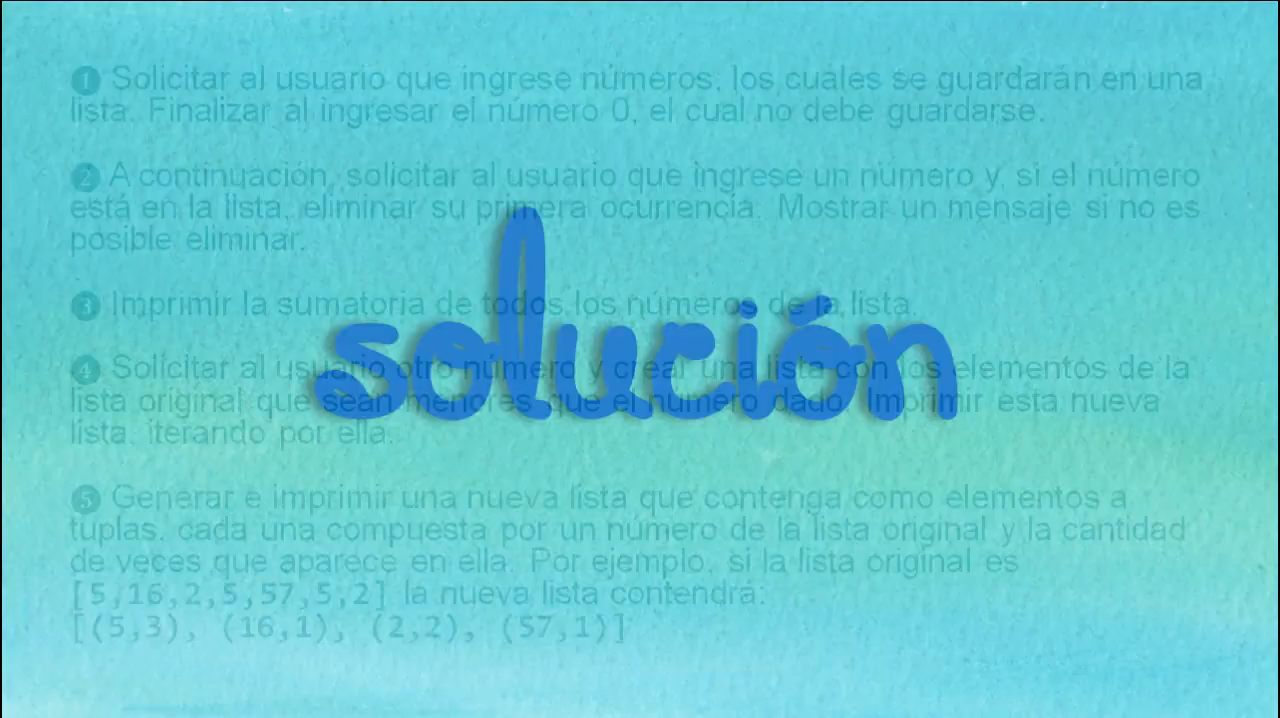 ❶ Solicitar al usuario que ingrese números, los cuales se guardarán en una
lista. Finalizar al ingresar el número 0, el cual no debe guardarse.
❷ A continuación, solicitar al usuario que ingrese un número y, si el número
está en la lista, eliminar su primera ocurrencia. Mostrar un mensaje si no es
posible eliminar.
❸ Imprimir la sumatoria de todos los números de la lista.
solución
❹ Solicitar al usuario otro número y crear una lista con los elementos de la
lista original que sean menores que el número dado. Imprimir esta nueva
lista, iterando por ella.
❺ Generar e imprimir una nueva lista que contenga como elementos a
tuplas, cada una compuesta por un número de la lista original y la cantidad
de veces que aparece en ella. Por ejemplo, si la lista original es
[5,16,2,5,57,5,2] la nueva lista contendrá:
[(5,3), (16,1), (2,2), (57,1)]